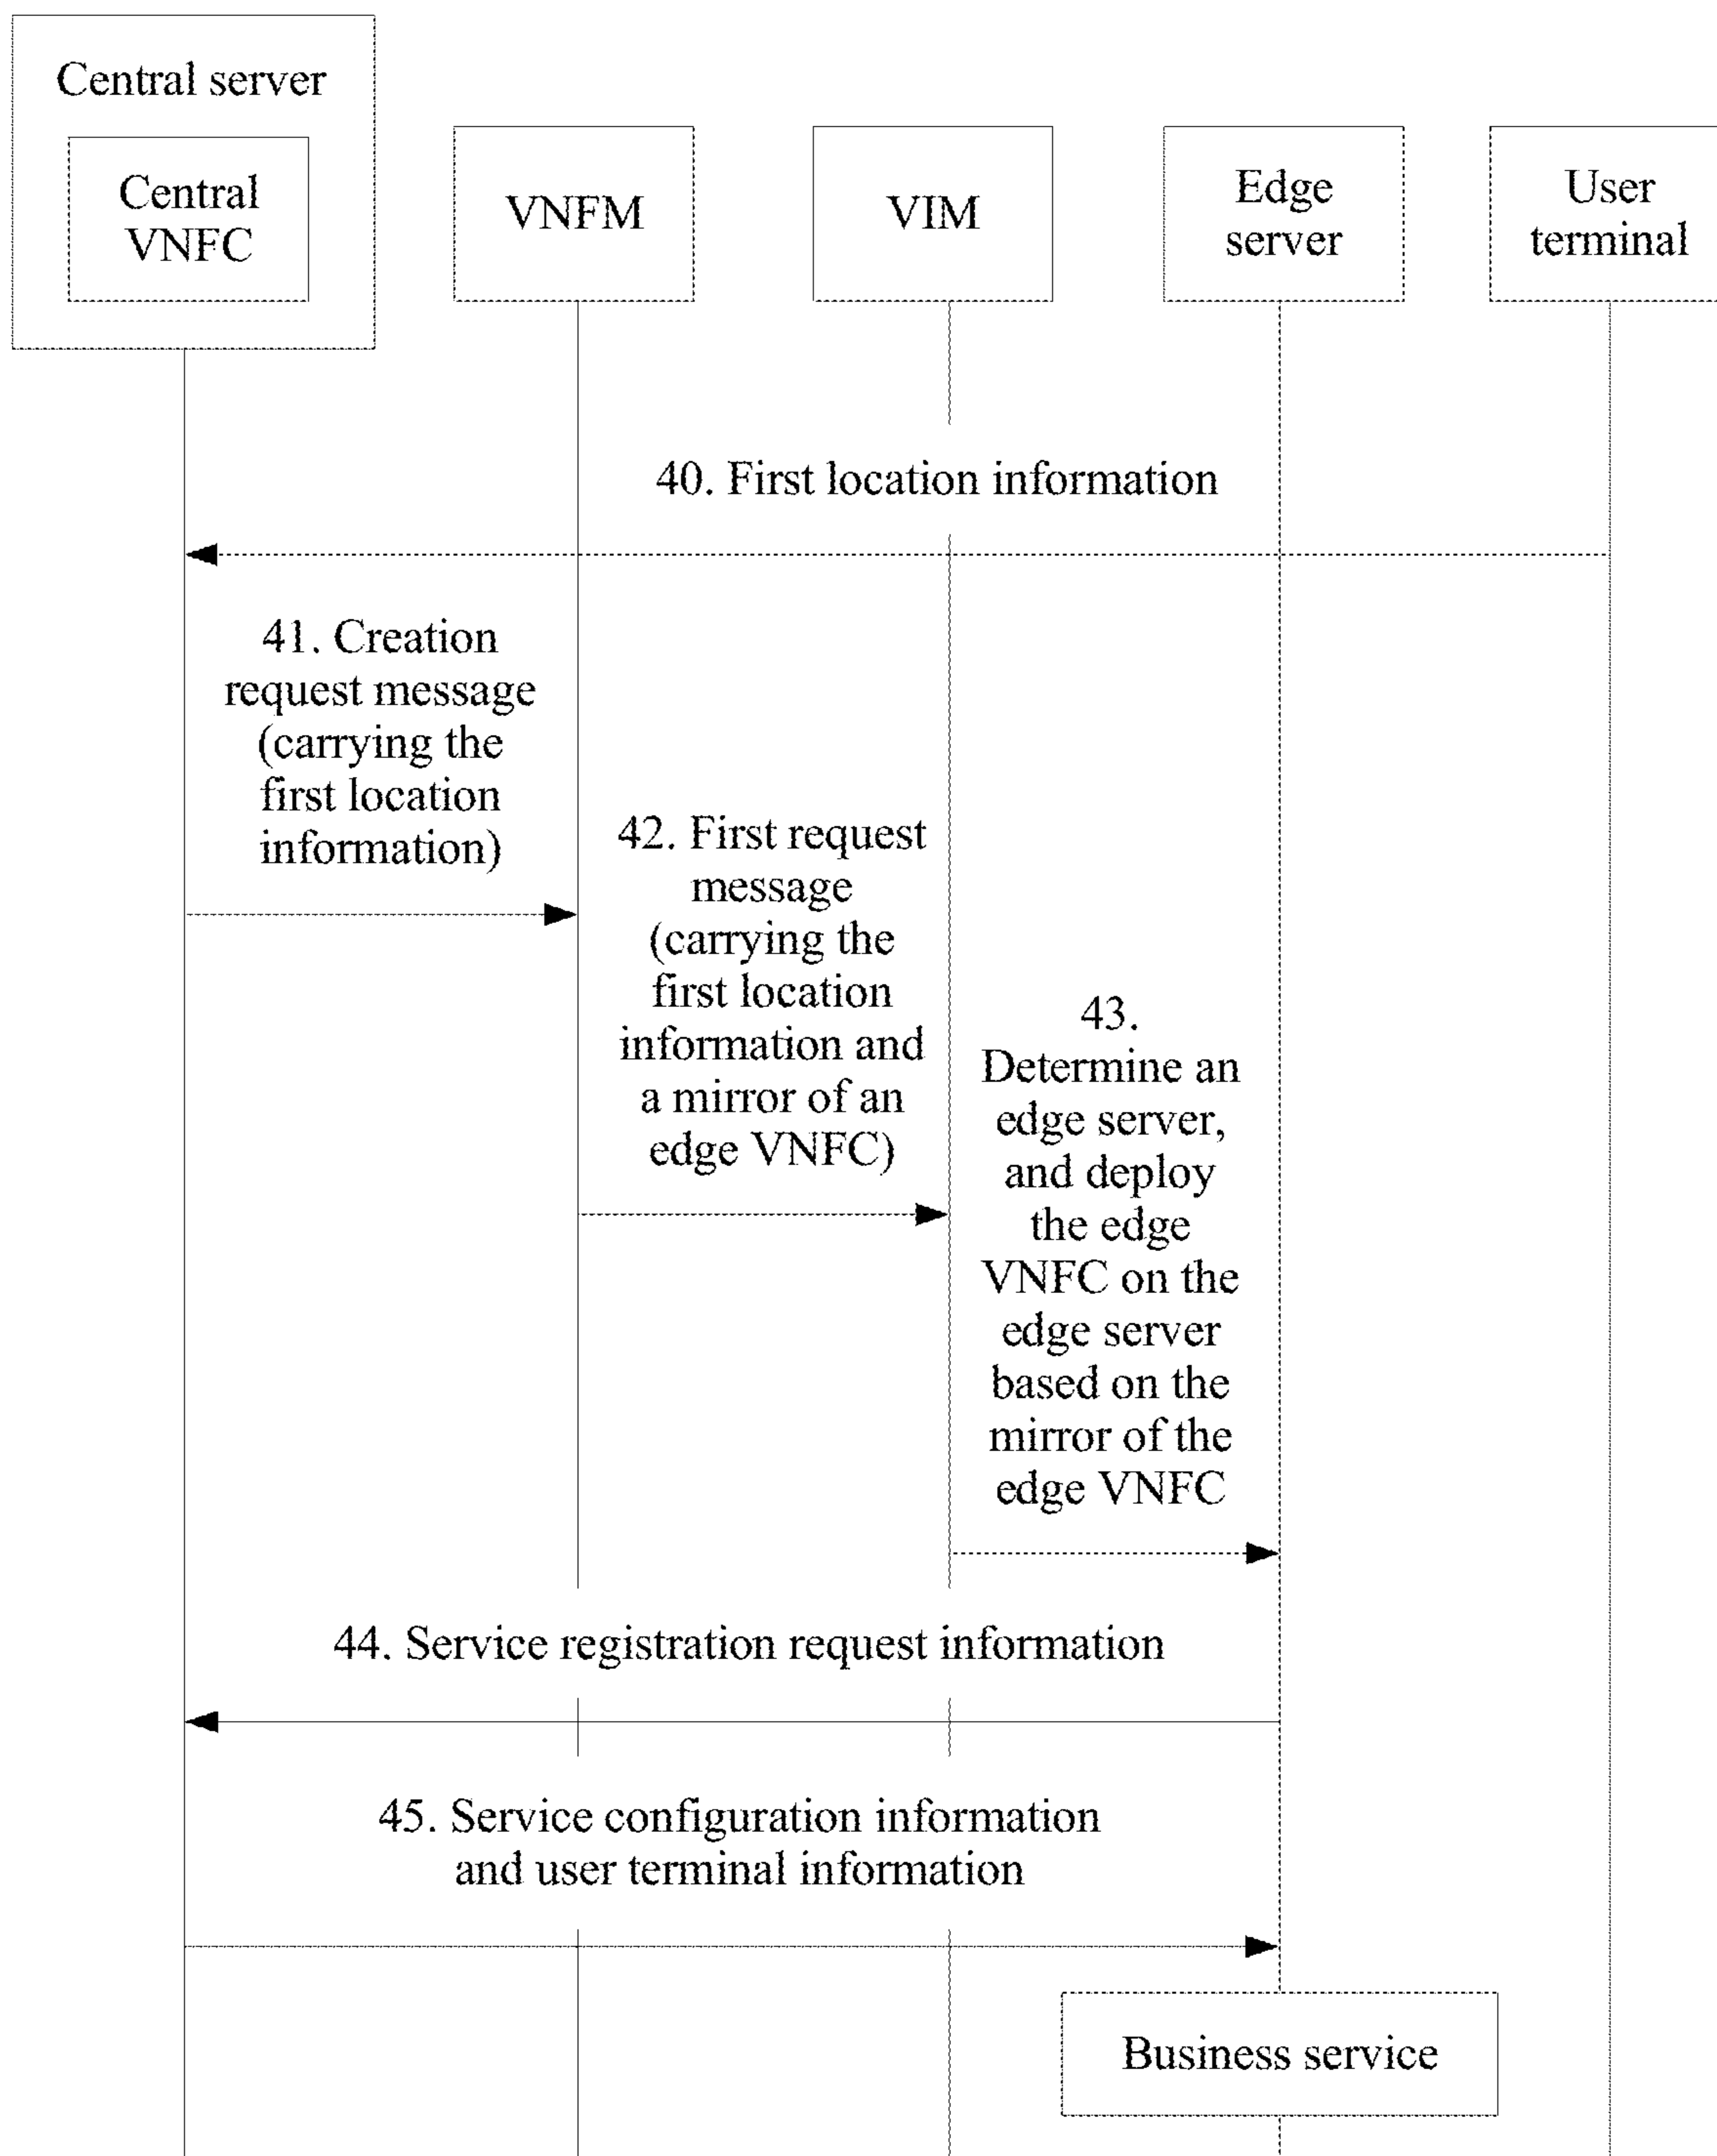 Central server
Central
VNFC
VNFM
VIM
Edge
server
User
terminal
40. First location information
41. Creation
request message
(carrying the
first location
information)
42. First request
message
(carrying the
first location
information and
a mirror of an
edge VNFC)
43.
Determine an
edge server,
and deploy
the edge
VNFC on the
edge server
based on the
mirror of the
edge VNFC
44. Service registration request information
45. Service configuration information
and user terminal information
Business service